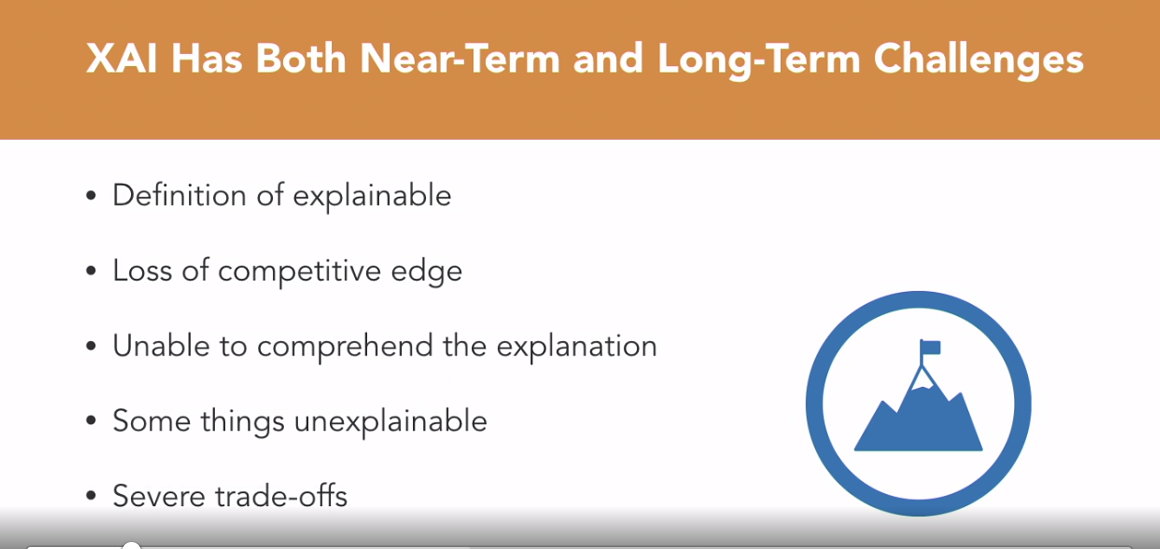 XAI Has Both Near-Term and Long-Term Challenges
• Definition of explainable
• Loss of competitive edge
• Unable to comprehend the explanation
• Some things unexplainable
• Severe trade-offs